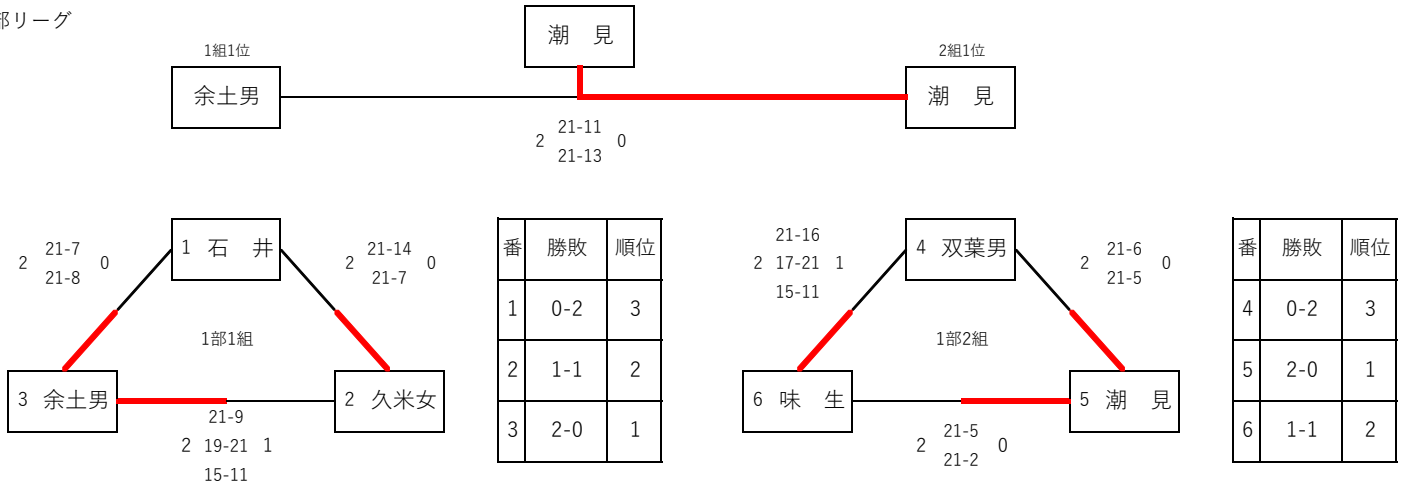 部リーグ
潮　見
1組1位
2組1位
余土男
潮　見
2 21-11 0
21-13
1 石　井
2 21-7 0
21-8
2 21-14 0
21-7
1部1組
3 余土男
2 久米女
21-9
2 19-21 1
15-11
番 勝敗 順位
1 0-2 3
2 1-1 2
3 2-0 1
4 双葉男
21-16
2 17-21 1
15-11
2 21-6 0
21-5
1部2組
6 味　生
5 潮　見
2 21-5 0
21-2
番 勝敗 順位
4 0-2 3
5 2-0 1
6 1-1 2